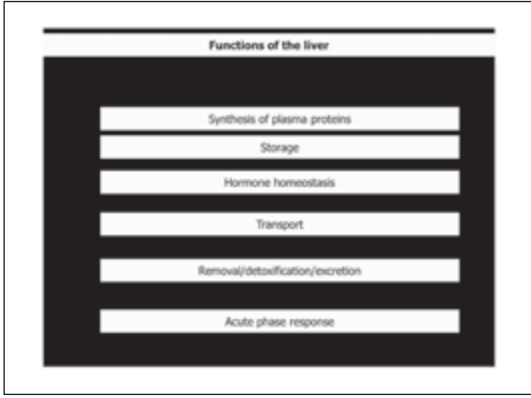 Functions of the liver
Synthesis of plasma proteins
Storage
Hormone homeostasis
Transport
Removal/detoxification/excretion
Acute phase response